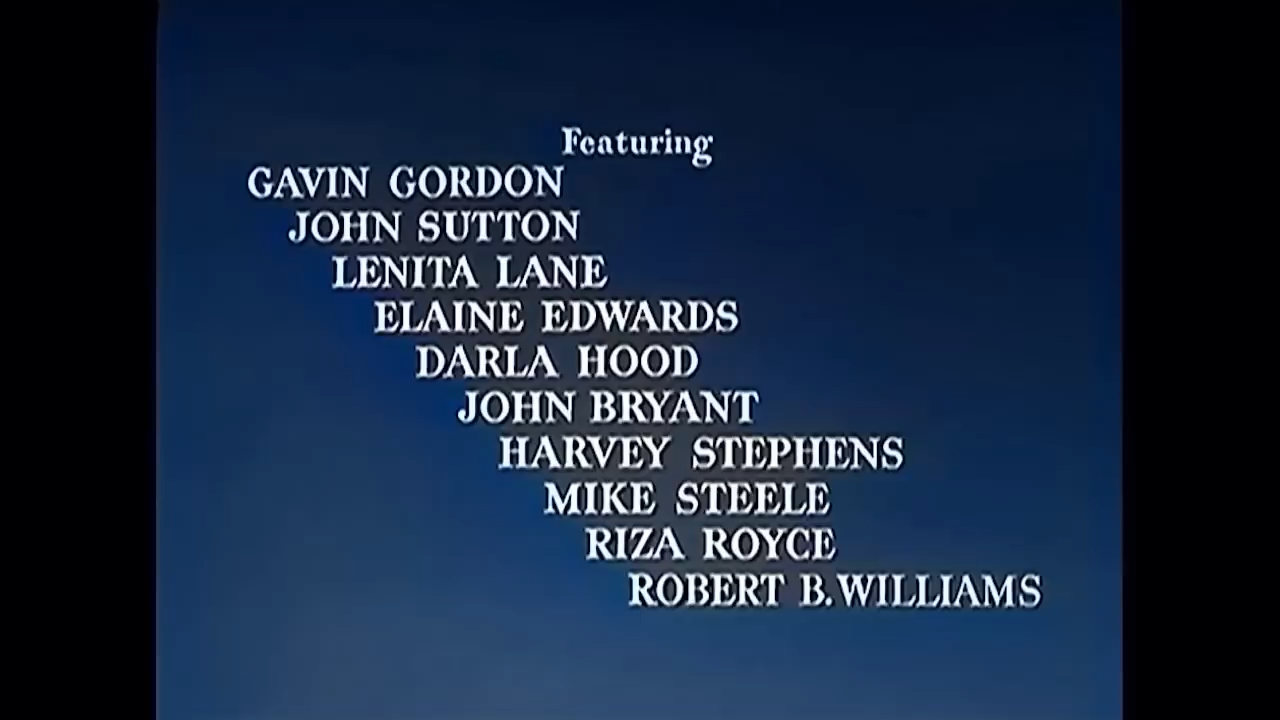 Featuring
GAVIN GORDON
JOHN SUTTON
LENITA LANE
ELAINE EDWARDS
DARLA HOOD
JOHN BRYANT
HARVEY STEPHENS
MIKE STEELE
RIZA ROYCE
ROBERT B. WILLIAMS